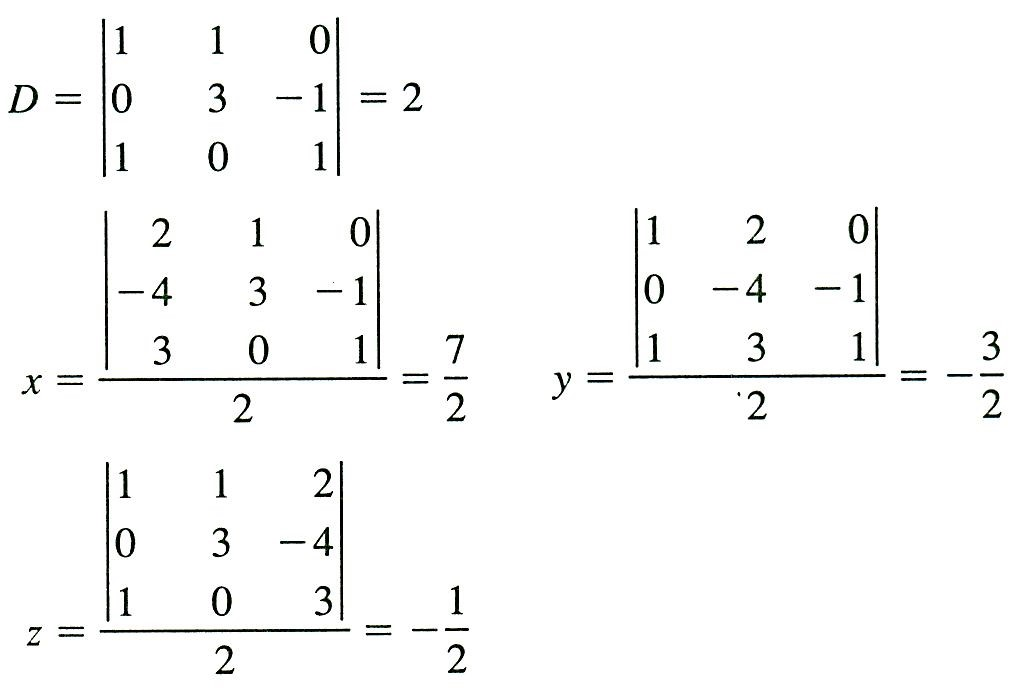 1 1 0
D = 0 3 −1 = 2
1 0 1
2 1 0
−4 3 −1
3 0 1
x = 2 = 7/2
1 2 0
0 −4 −1
1 3 1
y = 2 = −3/2
1 1 2
0 3 −4
1 0 3
z = 2 = −1/2